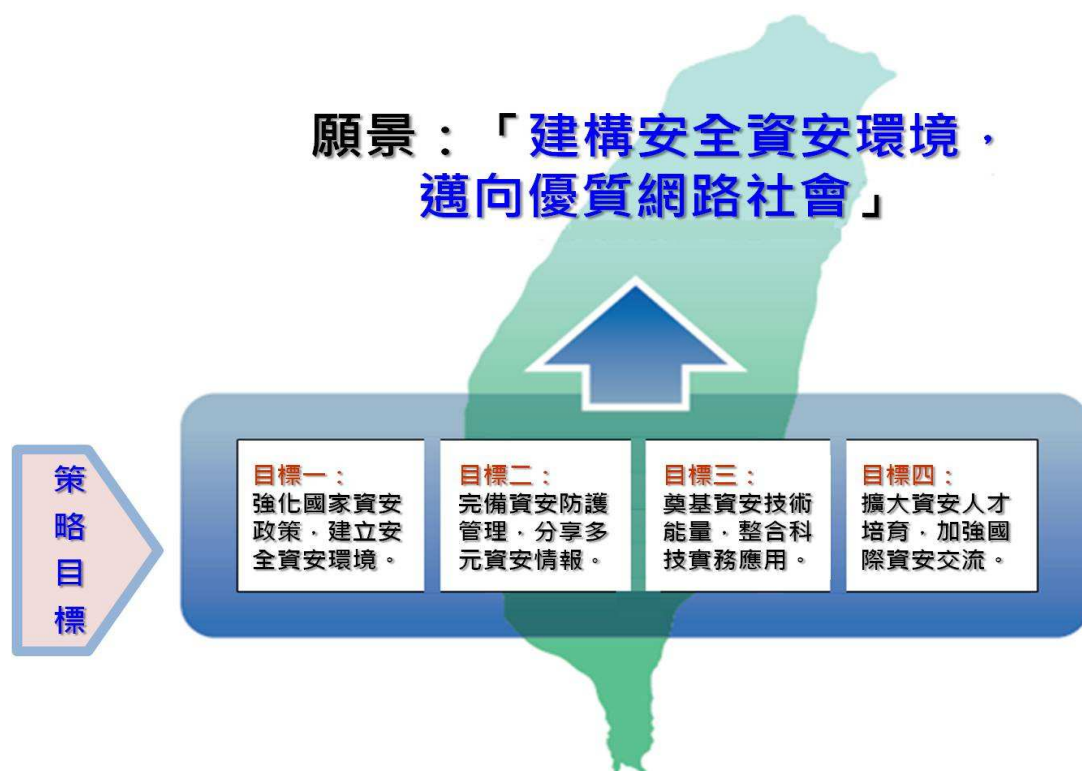 願景：「建構安全資安環境，
邁向優質網路社會」
策略目標
目標一：
強化國家資安
政策，建立安
全資安環境。
目標二：
完備資安防護
管理，分享多
元資安情報。
目標三：
奠基資安技術
能量，整合科
技實務應用。
目標四：
擴大資安人才
培育，加強國
際資安交流。